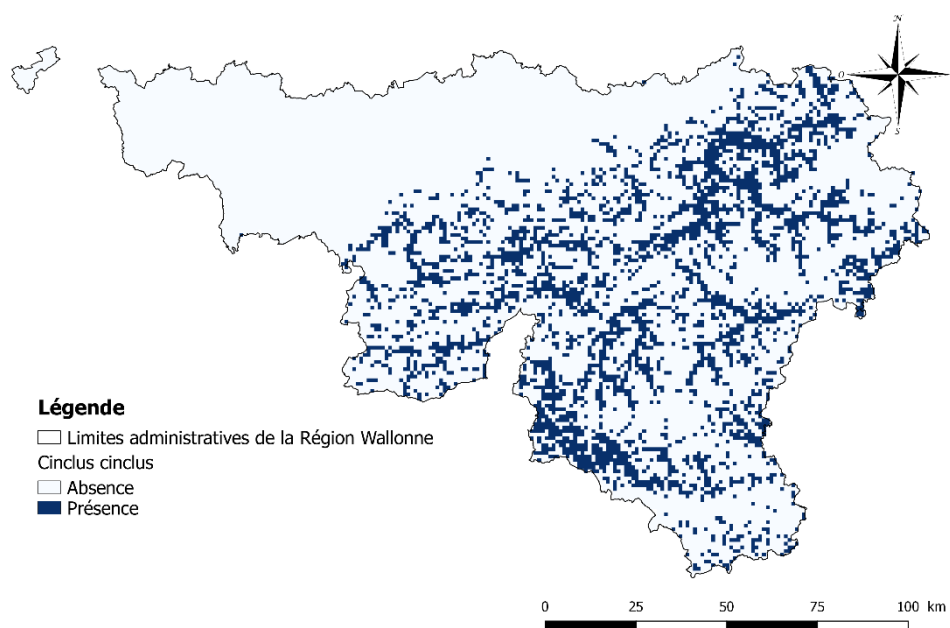 N
O
S
Légende
Limites administratives de la Région Wallonne
Cinclus cinclus
Absence
Présence
0 25 50 75 100 km